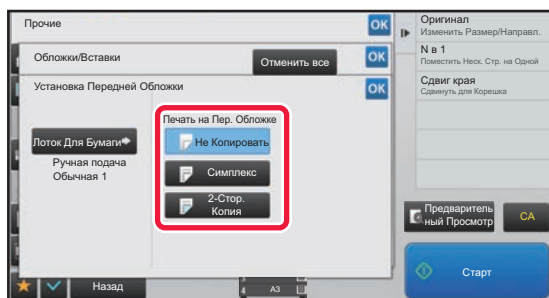 Прочие
OK
Обложки/Вставки
Отменить все
OK
Установка Передней Обложки
OK
Печать на Пер. Обложке
Лоток Для Бумаги
Не Копировать
Ручная подача
Обычная 1
Симплекс
2-Стор.
Копия
Назад
A3
4
Оригинал
Изменить Размер/Направл.
N в 1
Поместить Неск. Стр. на Одной
Сдвиг края
Сдвинуть для Корешка
Предваритель
ный Просмотр
CA
Старт